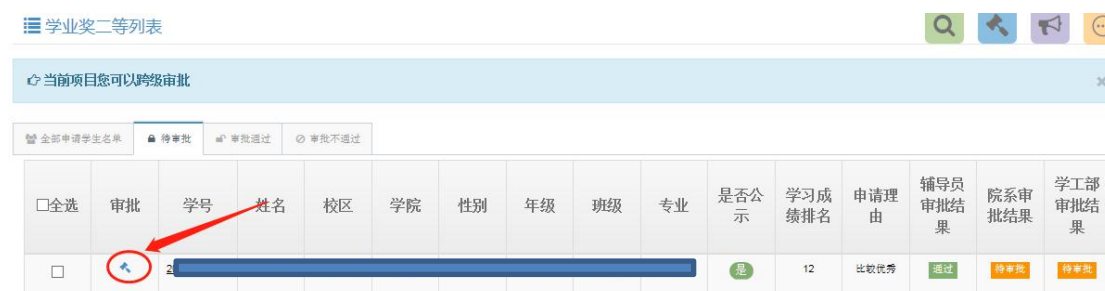 学业奖二等列表
当前项目您可以跨级审批
全部申请学生名单 待审批 审批通过 审批不通过
全选 审批 学号 姓名 校区 学院 性别 年级 班级 专业 是否公示 学习成绩排名 申请理由 辅导员审批结果 院系审批结果 学工部审批结果
2 是 12 比较优秀 通过 待审批 待审批